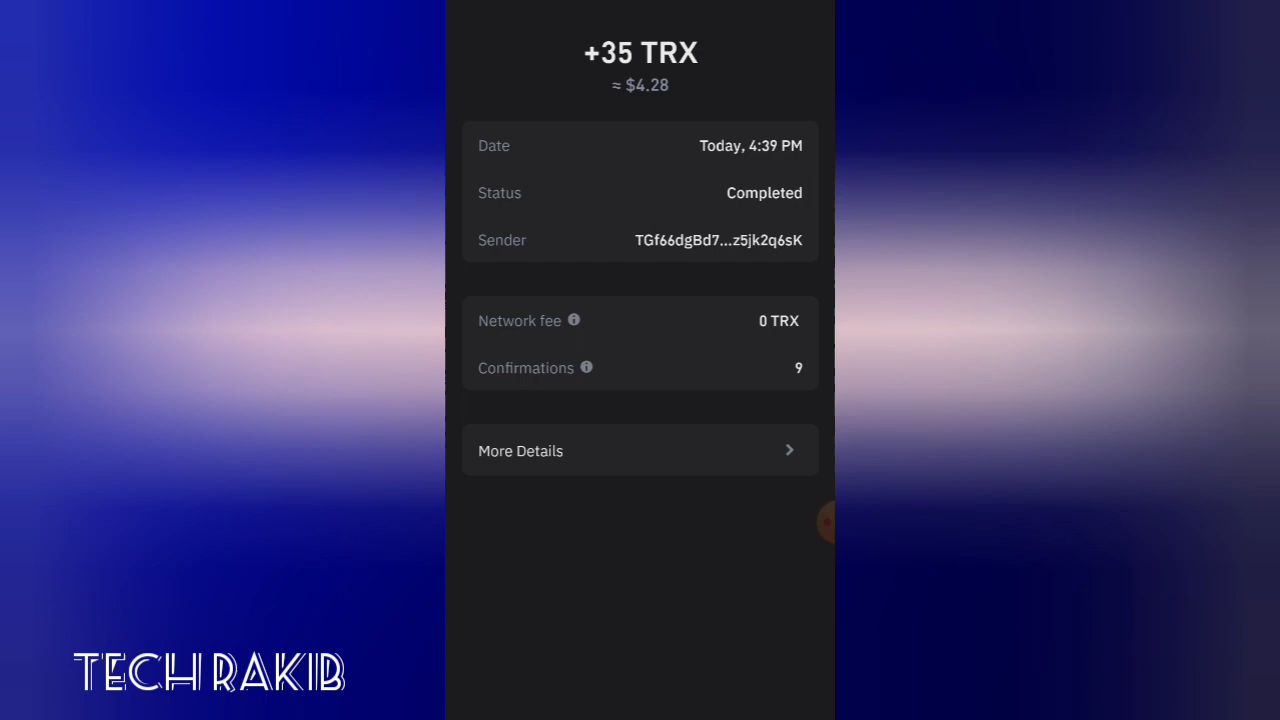 +35 TRX
≈ $4.28
Date Today, 4:39 PM
Status Completed
Sender TGf66dgBd7...z5jk2q6sK
Network fee 0 TRX
Confirmations 9
More Details
TECH RAKIB